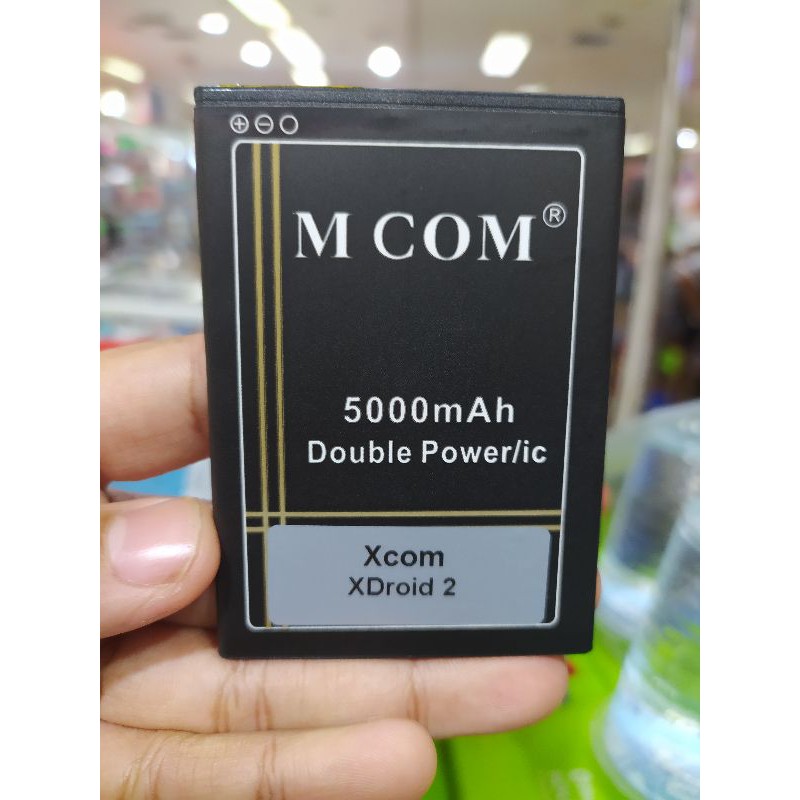 M COM®
5000mAh
Double Power/ic
Xcom
XDroid 2